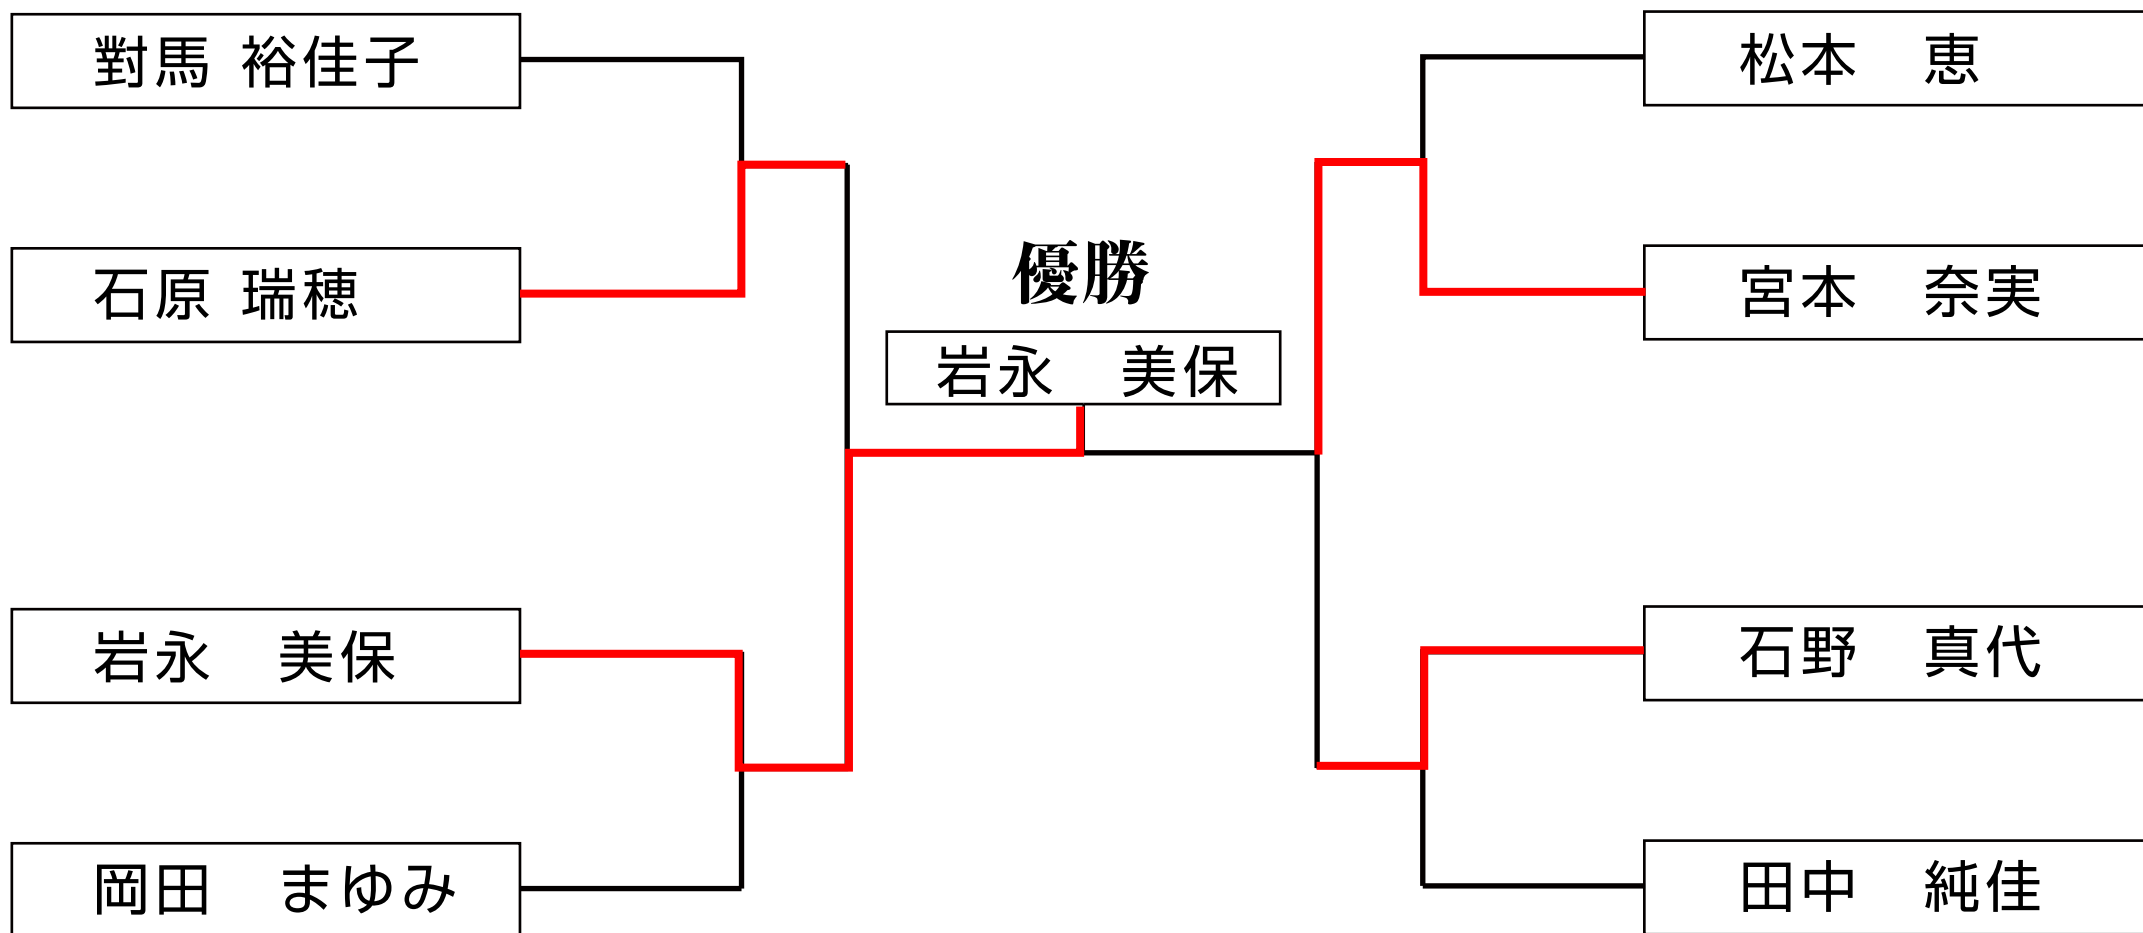 對馬 裕佳子
石原 瑞穂
岩永　美保
岡田　まゆみ
優勝
岩永　美保
松本　恵
宮本　奈実
石野　真代
田中　純佳